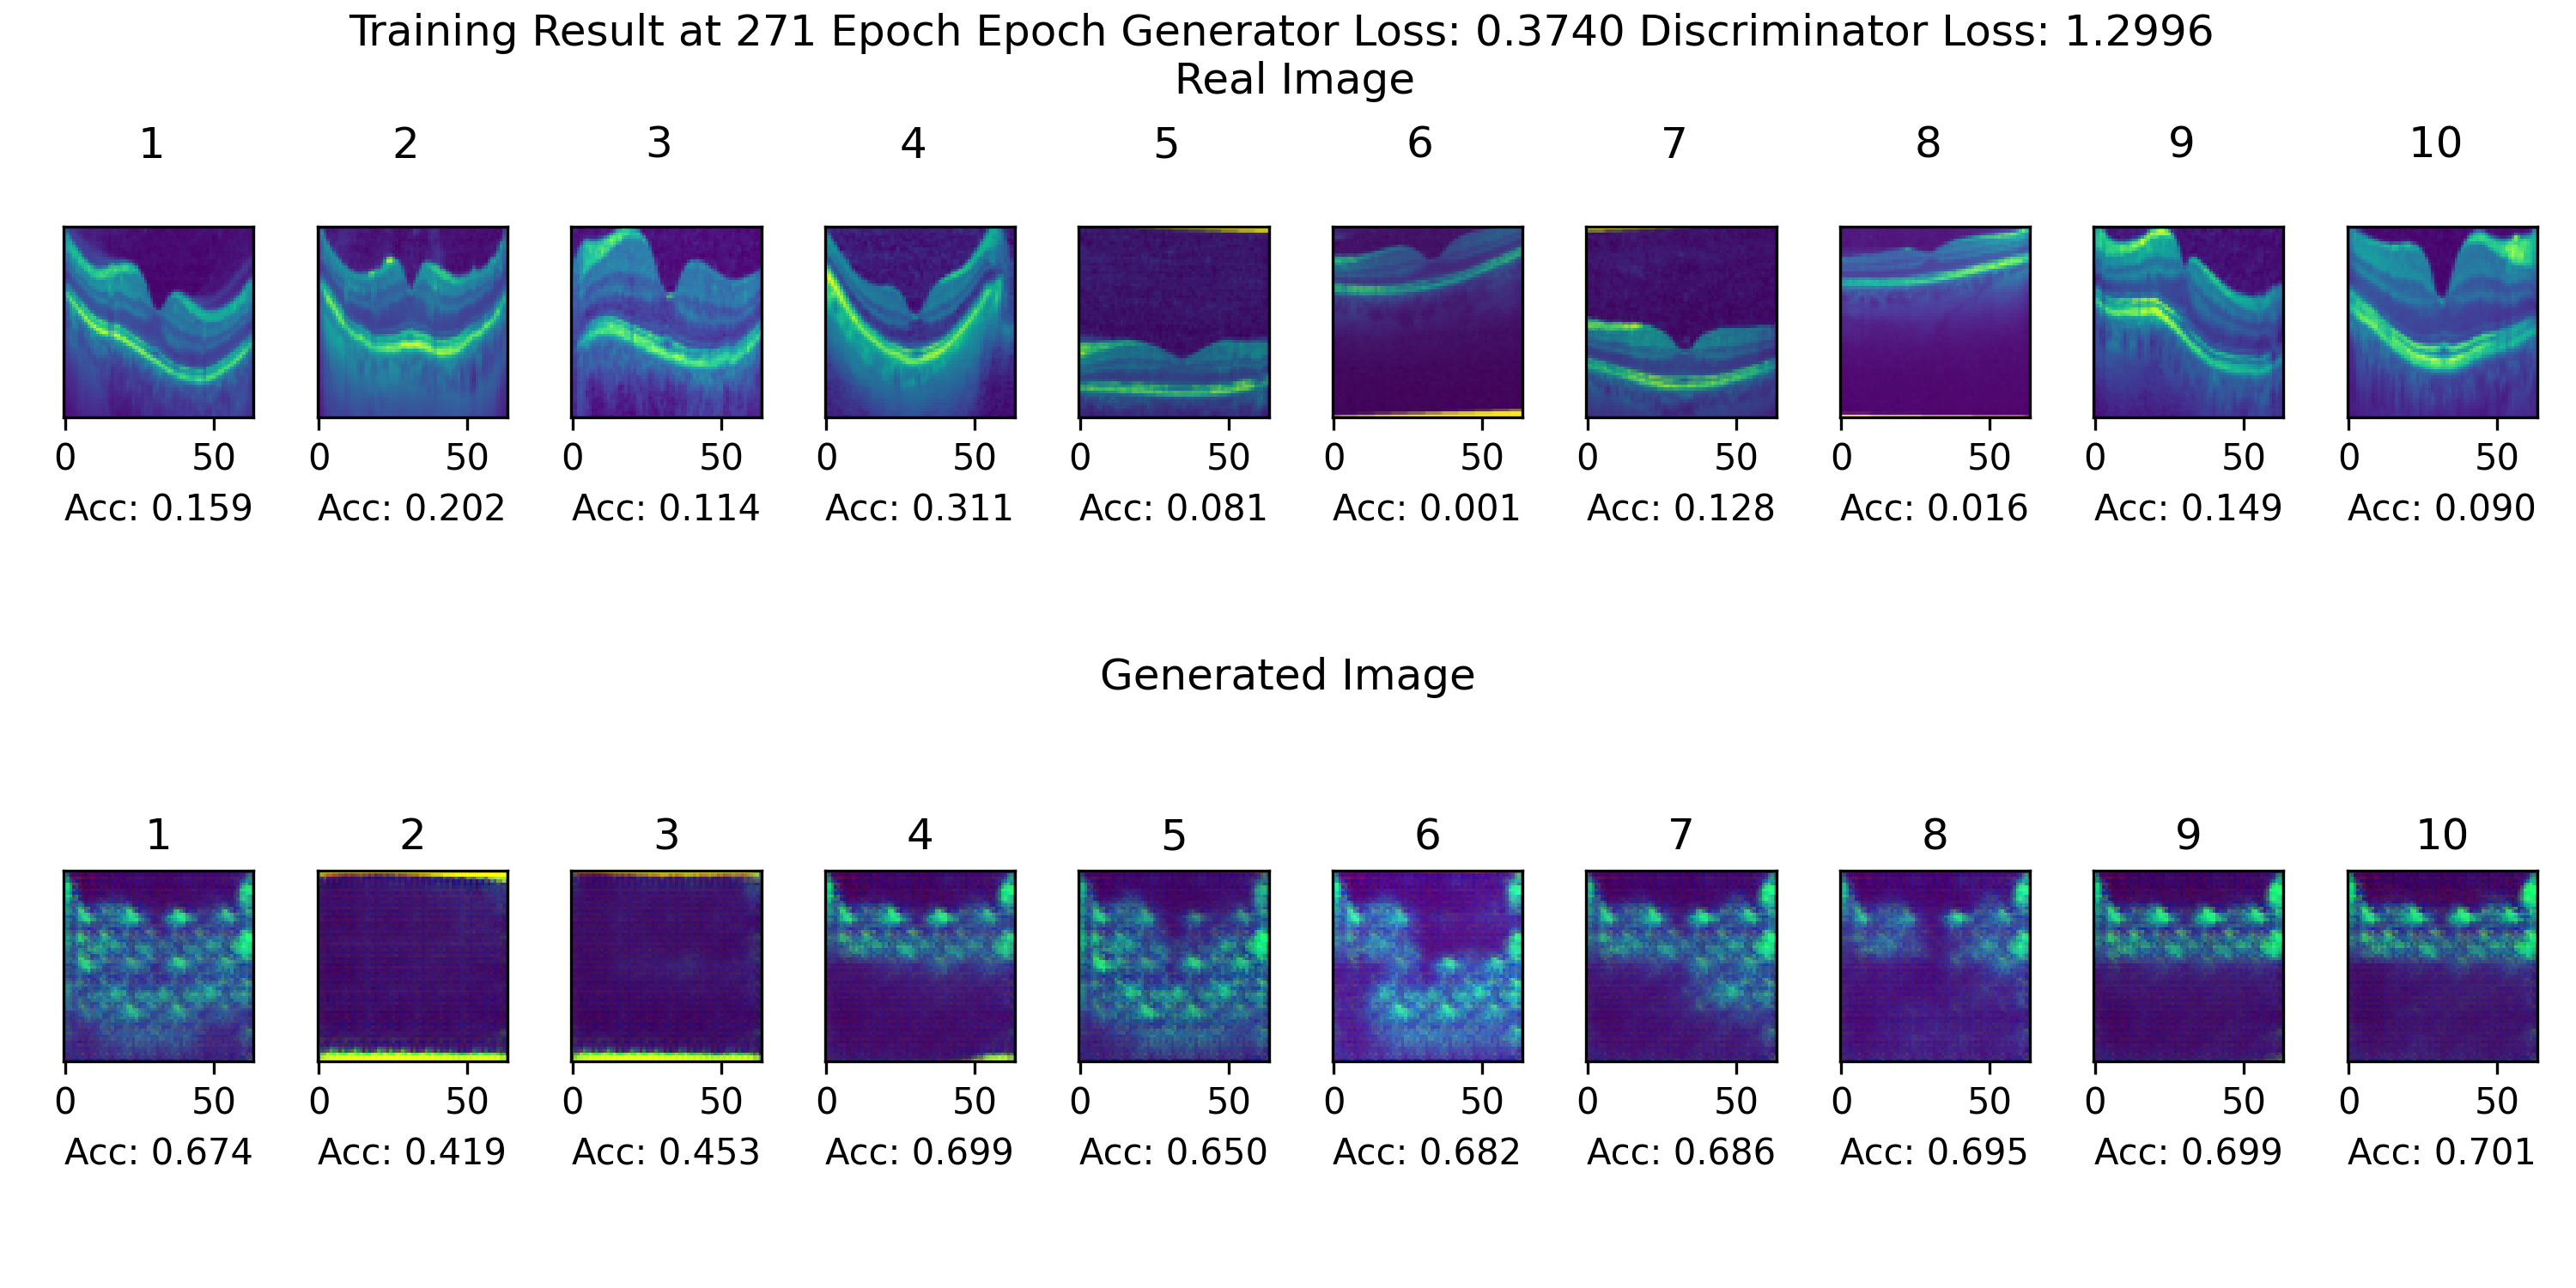 Training Result at 271 Epoch Epoch Generator Loss: 0.3740 Discriminator Loss: 1.2996
Real Image
1 2 3 4 5 6 7 8 9 10
0 50 0 50 0 50 0 50 0 50 0 50 0 50 0 50 0 50 0 50
Acc: 0.159 Acc: 0.202 Acc: 0.114 Acc: 0.311 Acc: 0.081 Acc: 0.001 Acc: 0.128 Acc: 0.016 Acc: 0.149 Acc: 0.090
Generated Image
1 2 3 4 5 6 7 8 9 10
0 50 0 50 0 50 0 50 0 50 0 50 0 50 0 50 0 50 0 50
Acc: 0.674 Acc: 0.419 Acc: 0.453 Acc: 0.699 Acc: 0.650 Acc: 0.682 Acc: 0.686 Acc: 0.695 Acc: 0.699 Acc: 0.701